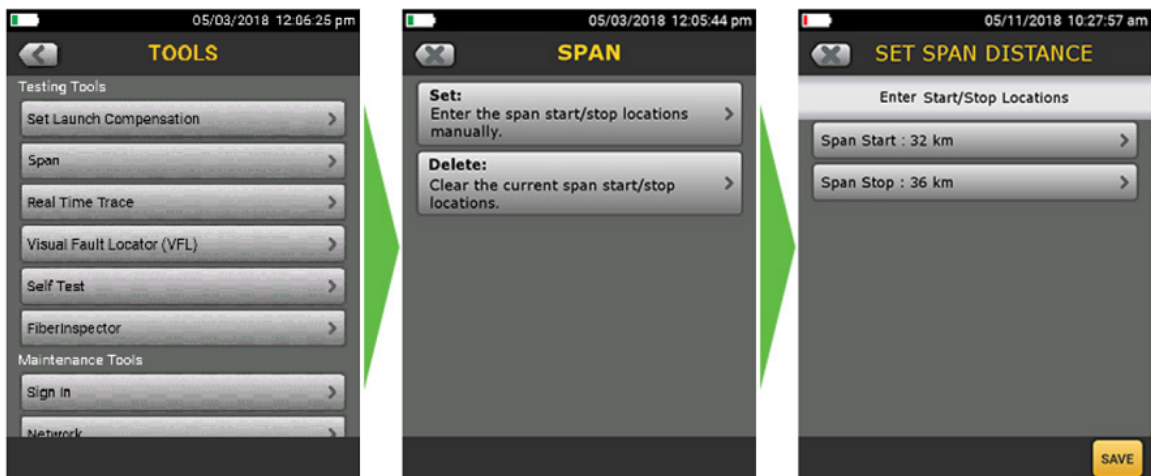 05/03/2018 12:06:25 pm
TOOLS
Testing Tools
Set Launch Compensation
Span
Real Time Trace
Visual Fault Locator (VFL)
Self Test
FiberInspector
Maintenance Tools
Sign In
Network
05/03/2018 12:05:44 pm
SPAN
Set:
Enter the span start/stop locations
manually.
Delete:
Clear the current span start/stop
locations.
05/11/2018 10:27:57 am
SET SPAN DISTANCE
Enter Start/Stop Locations
Span Start : 32 km
Span Stop : 36 km
SAVE